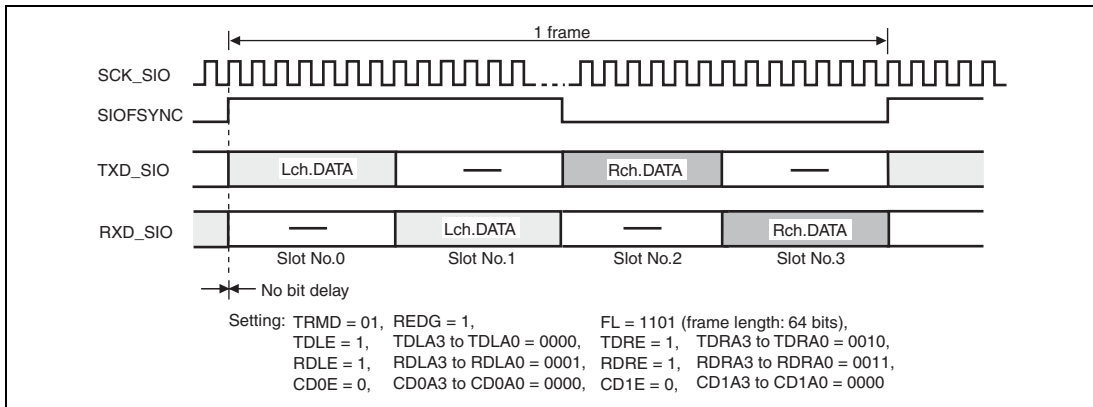 1 frame
SCK_SIO
SIOFSYNC
TXD_SIO Lch.DATA — Rch.DATA —
RXD_SIO — Lch.DATA — Rch.DATA
Slot No.0 Slot No.1 Slot No.2 Slot No.3
No bit delay
Setting: TRMD = 01, REDG = 1, FL = 1101 (frame length: 64 bits),
TDLE = 1, TDLA3 to TDLA0 = 0000, TDRE = 1, TDRA3 to TDRA0 = 0010,
RDLE = 1, RDLA3 to RDLA0 = 0001, RDRE = 1, RDRA3 to RDRA0 = 0011,
CD0E = 0, CD0A3 to CD0A0 = 0000, CD1E = 0, CD1A3 to CD1A0 = 0000